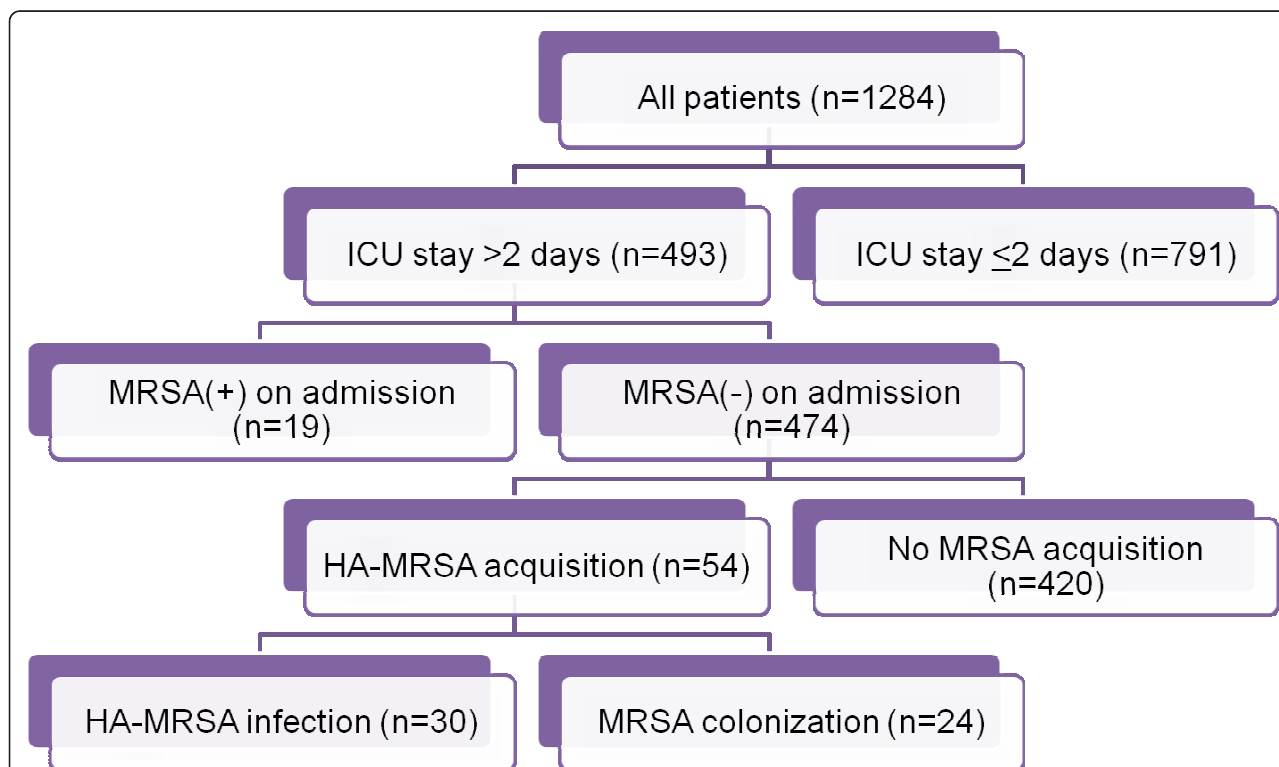 All patients (n=1284)
ICU stay >2 days (n=493)
ICU stay ≤2 days (n=791)
MRSA(+) on admission
(n=19)
MRSA(-) on admission
(n=474)
HA-MRSA acquisition (n=54)
No MRSA acquisition
(n=420)
HA-MRSA infection (n=30)
MRSA colonization (n=24)